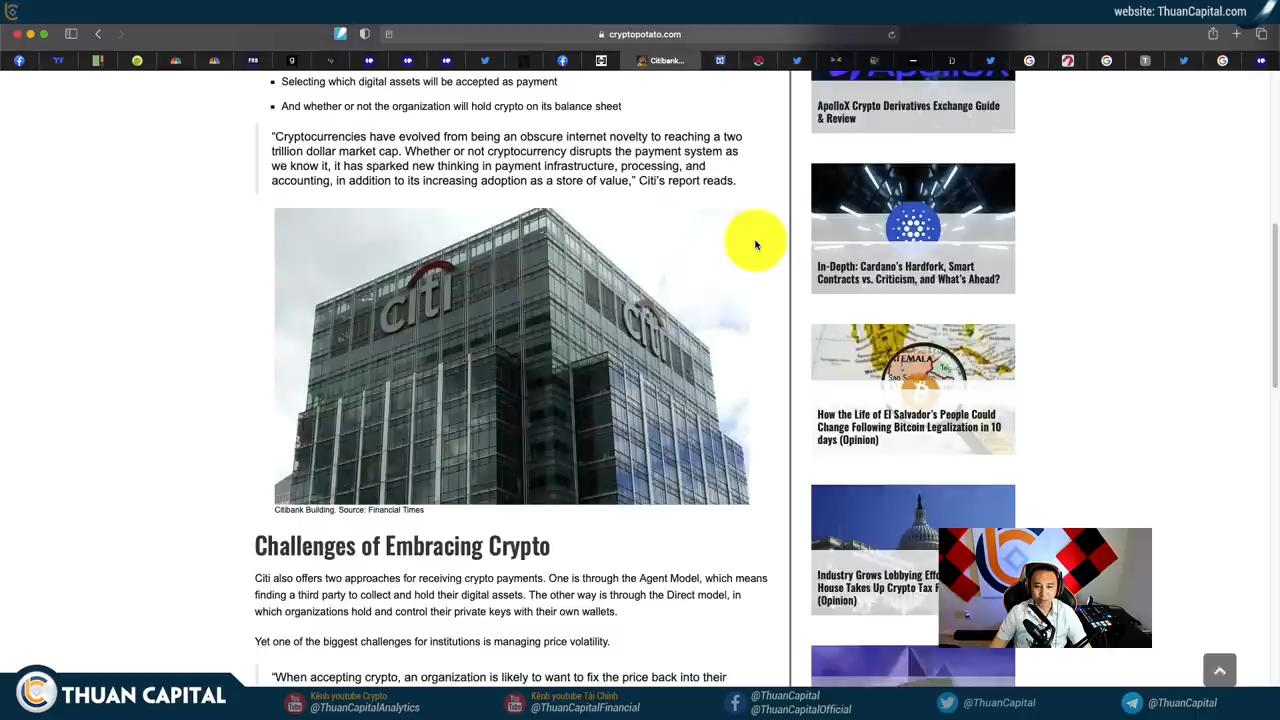 website: ThuanCapital.com
cryptopotato.com
Citibank...
Selecting which digital assets will be accepted as payment
And whether or not the organization will hold crypto on its balance sheet
“Cryptocurrencies have evolved from being an obscure internet novelty to reaching a two
trillion dollar market cap. Whether or not cryptocurrency disrupts the payment system as
we know it, it has sparked new thinking in payment infrastructure, processing, and
accounting, in addition to its increasing adoption as a store of value,” Citi’s report reads.
citi
citi
Citibank Building. Source: Financial Times
Challenges of Embracing Crypto
Citi also offers two approaches for receiving crypto payments. One is through the Agent Model, which means
finding a third party to collect and hold their digital assets. The other way is through the Direct model, in
which organizations hold and control their private keys with their own wallets.
Yet one of the biggest challenges for institutions is managing price volatility.
“When accepting crypto, an organization is likely to want to fix the price back into their
ApolloX Crypto Derivatives Exchange Guide
& Review
In-Depth: Cardano’s Hardfork, Smart
Contracts vs. Criticism, and What’s Ahead?
How the Life of El Salvador’s People Could
Change Following Bitcoin Legalization in 10
days (Opinion)
Industry Grows Lobbying
House Takes Up Crypto Tax
(Opinion)
THUAN CAPITAL
Kênh youtube Crypto
@ThuanCapitalAnalytics
Kênh youtube Tài Chính
@ThuanCapitalFinancial
@ThuanCapital
@ThuanCapitalOfficial
@ThuanCapital
@ThuanCapital